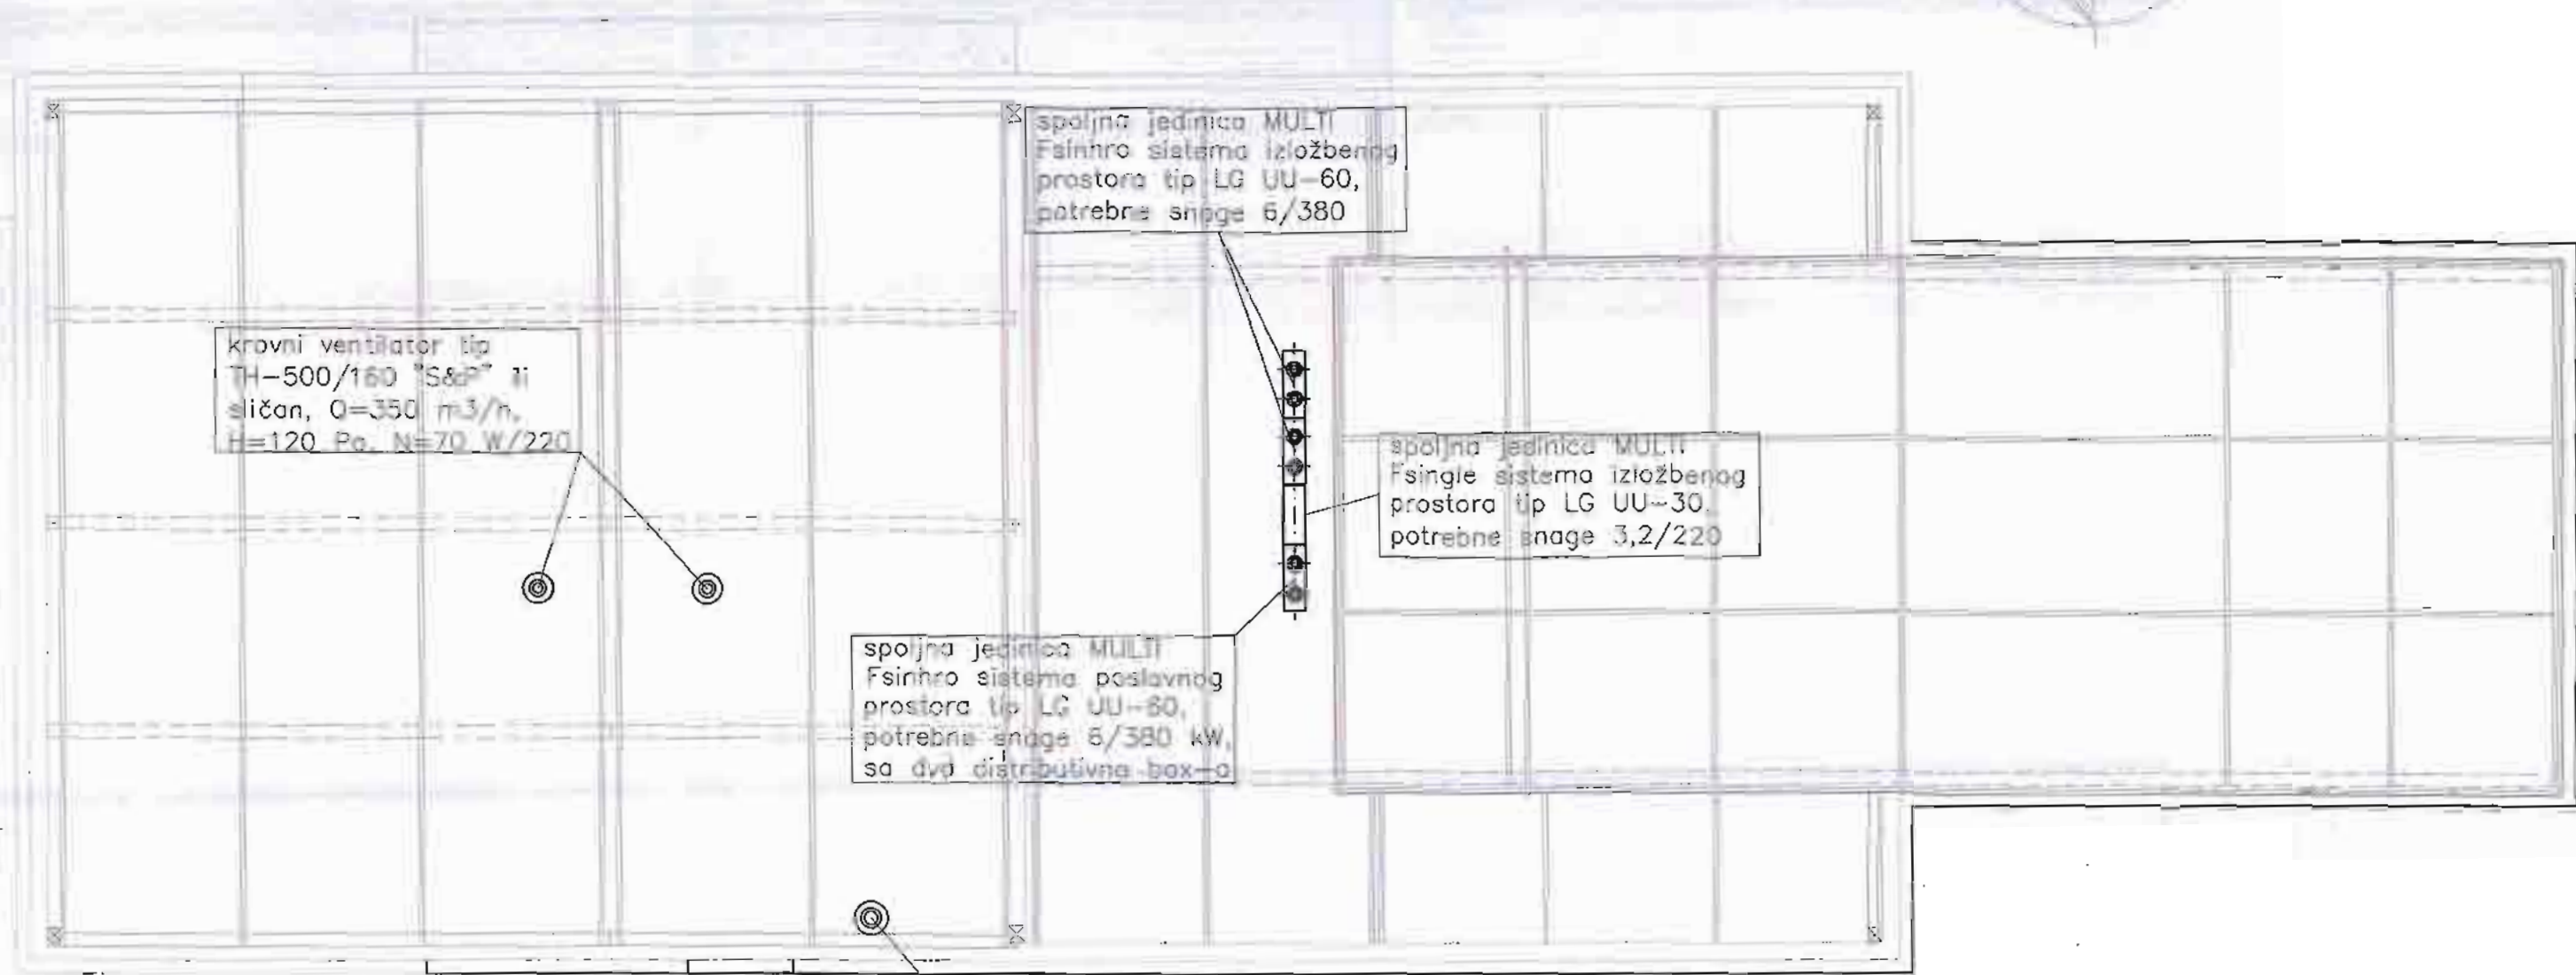 spoljna jedinica MULTI
Fsinhro sistema izložbenog
prostora tip LG UU-60,
potrebne snage 6/380
krovni ventilator tip
TH-500/160 "S&P" ili
sličan, Q=350 m3/h,
H=120 Pa, N=70 W/220
spoljna jedinica MULTI
Fsingle sistema izložbenog
prostora tip LG UU-30,
potrebne snage 3,2/220
spoljna jedinica MULTI
Fsinhro sistema poslovnog
prostora tip LG UU-60,
potrebne snage 6/380 kW,
sa dva distributivna box-a